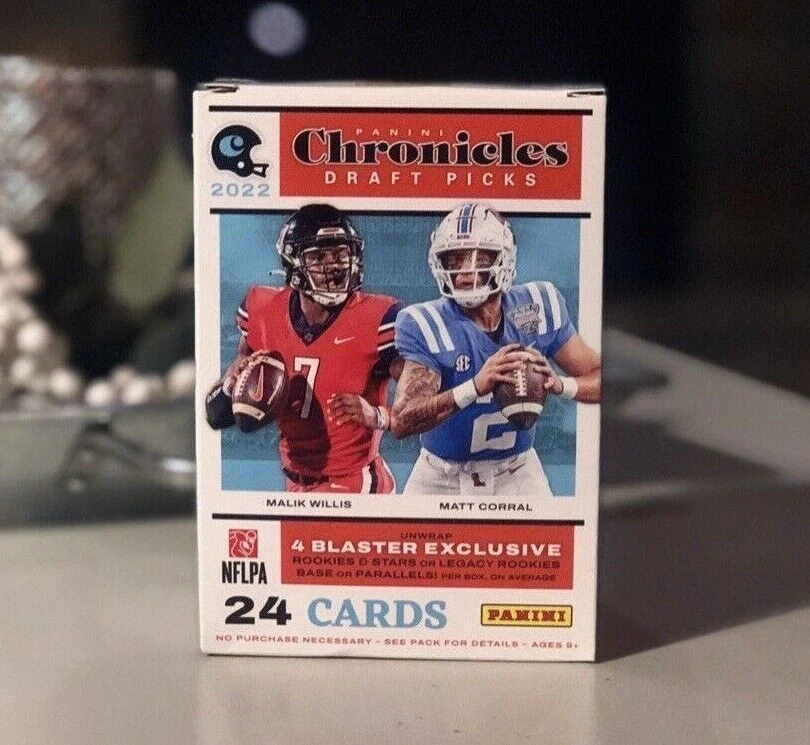 PANINI
Chronicles
DRAFT PICKS
C
2022
7
SEC
2
MALIK WILLIS
MATT CORRAL
UNWRAP
4 BLASTER EXCLUSIVE
ROOKIES & STARS OR LEGACY ROOKIES
BASE OR PARALLELS! PER BOX, ON AVERAGE
NFLPA
24 CARDS
PANINI
NO PURCHASE NECESSARY - SEE PACK FOR DETAILS - AGES 9+